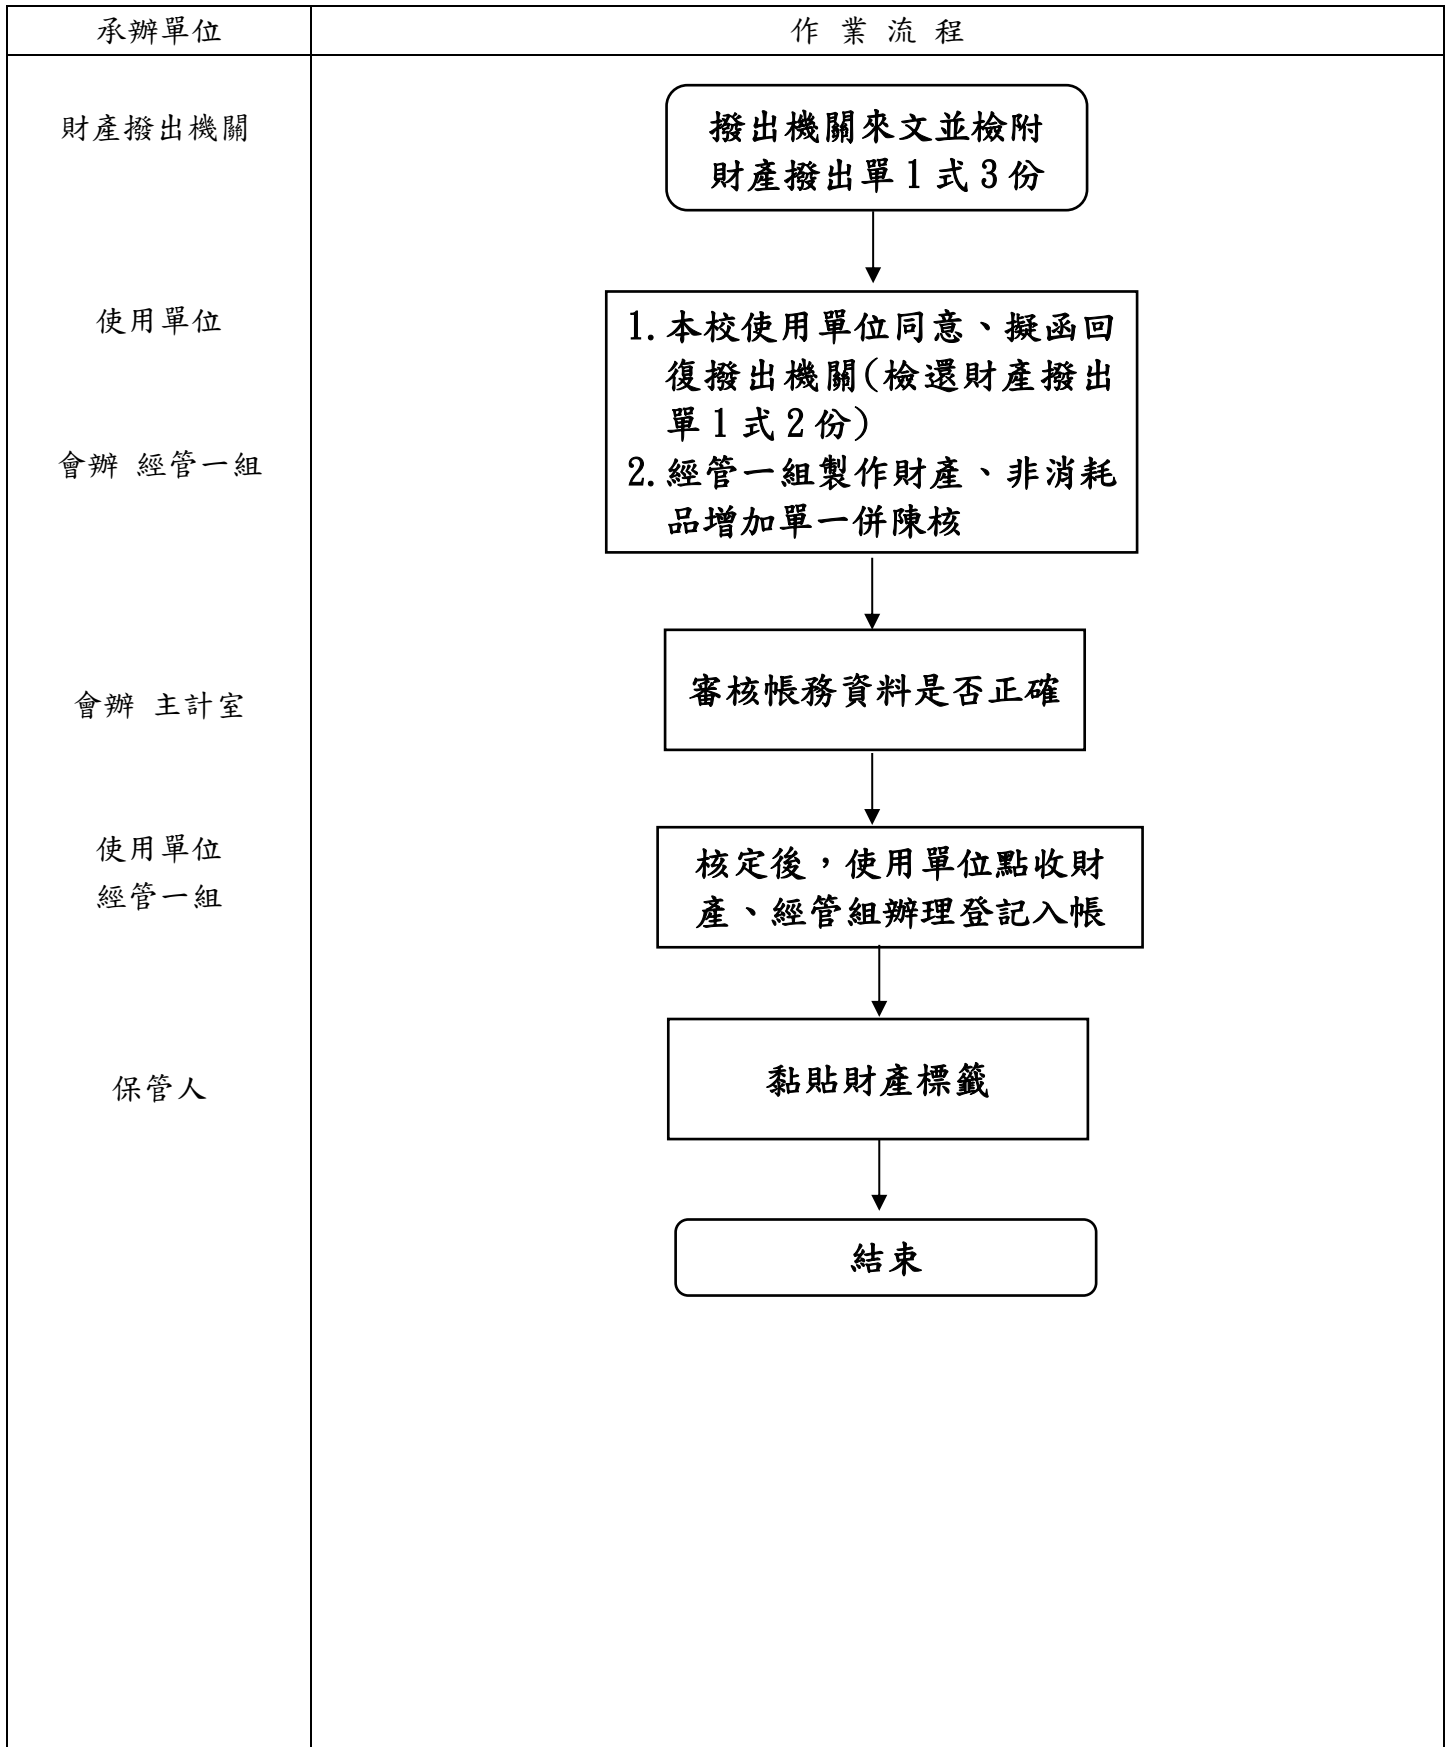 承辦單位
作 業 流 程
財產撥出機關
撥出機關來文並檢附
財產撥出單 1 式 3 份
使用單位
1. 本校使用單位同意、擬函回
復撥出機關(檢還財產撥出
單 1 式 2 份)
會辦 經管一組
2. 經管一組製作財產、非消耗
品增加單一併陳核
會辦 主計室
審核帳務資料是否正確
使用單位
經管一組
核定後，使用單位點收財
產、經管組辦理登記入帳
保管人
黏貼財產標籤
結束